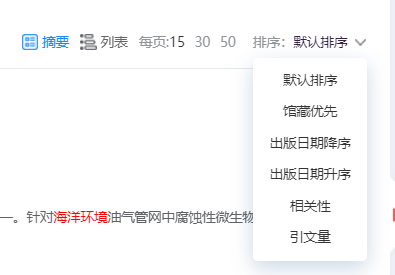 摘要 列表 每页:15 30 50 排序: 默认排序
默认排序
馆藏优先
出版日期降序
出版日期升序
相关性
引文量
一。针对海洋环境油气管网中腐蚀性微生物